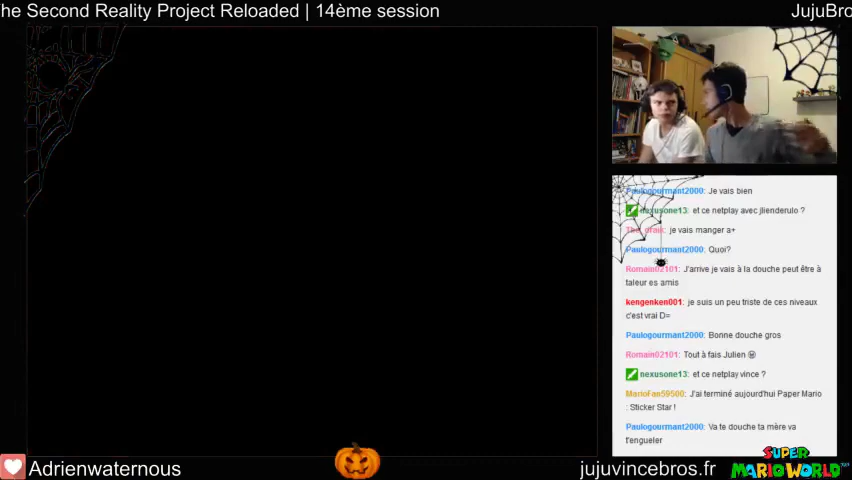 The Second Reality Project Reloaded | 14ème session
JujuBro
Paulogourmant2000: Je vais bien
nexusone13: et ce netplay avec jlienderulo ?
je vais manger a+
Paulogourmant2000: Quoi?
Romain02101: J'arrive je vais à la douche peut être à
taleur es amis
kengenken001: je suis un peu triste de ces niveaux
c'est vrai D=
Paulogourmant2000: Bonne douche gros
Romain02101: Tout à fais Julien
nexusone13: et ce netplay vince ?
MarioFan59500: J'ai terminé aujourd'hui Paper Mario
: Sticker Star !
Paulogourmant2000: Va te douche ta mère va
t'engueler
Adrienwaternous
jujuvincebros.fr
SUPER
MARIO WORLD